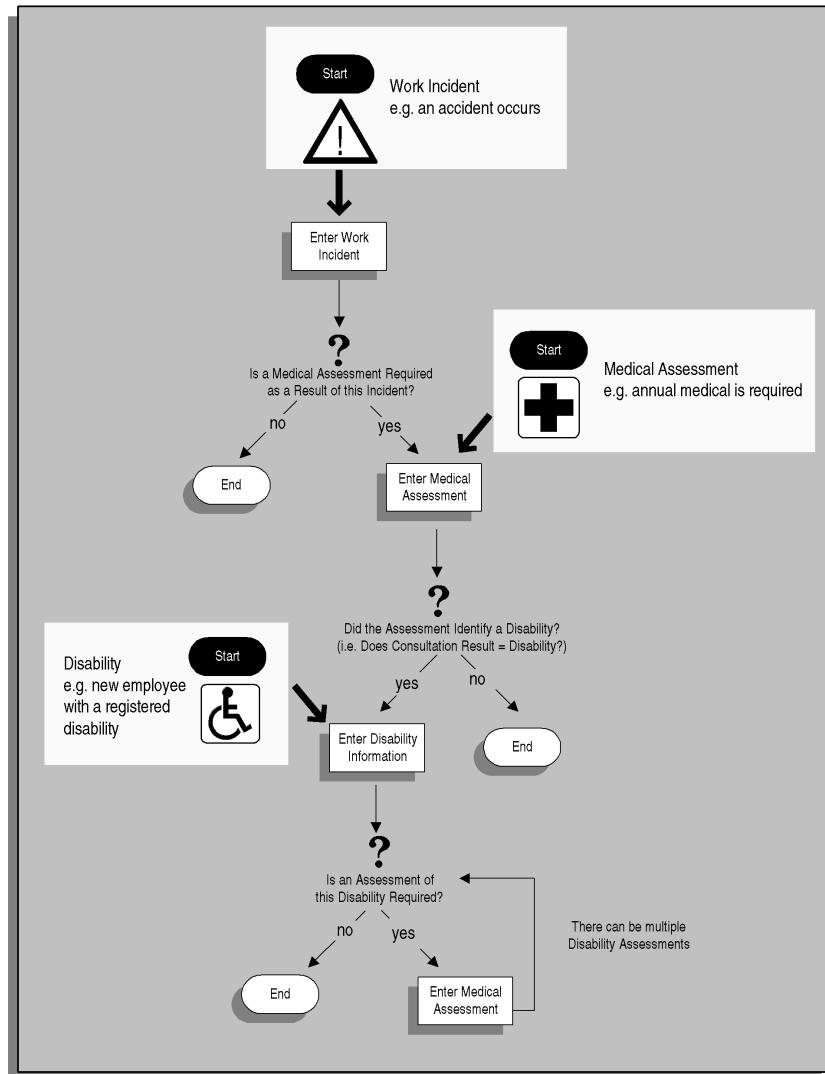 Start
Work Incident
e.g. an accident occurs
!
Enter Work
Incident
?
Is a Medical Assessment Required
as a Result of this Incident?
no
yes
Start
Medical Assessment
e.g. annual medical is required
End
Enter Medical
Assessment
?
Did the Assessment Identify a Disability?
(i.e. Does Consultation Result = Disability?)
yes
no
Start
Disability
e.g. new employee
with a registered
disability
Enter Disability
Information
End
?
Is an Assessment of
this Disability Required?
no
yes
There can be multiple
Disability Assessments
End
Enter Medical
Assessment